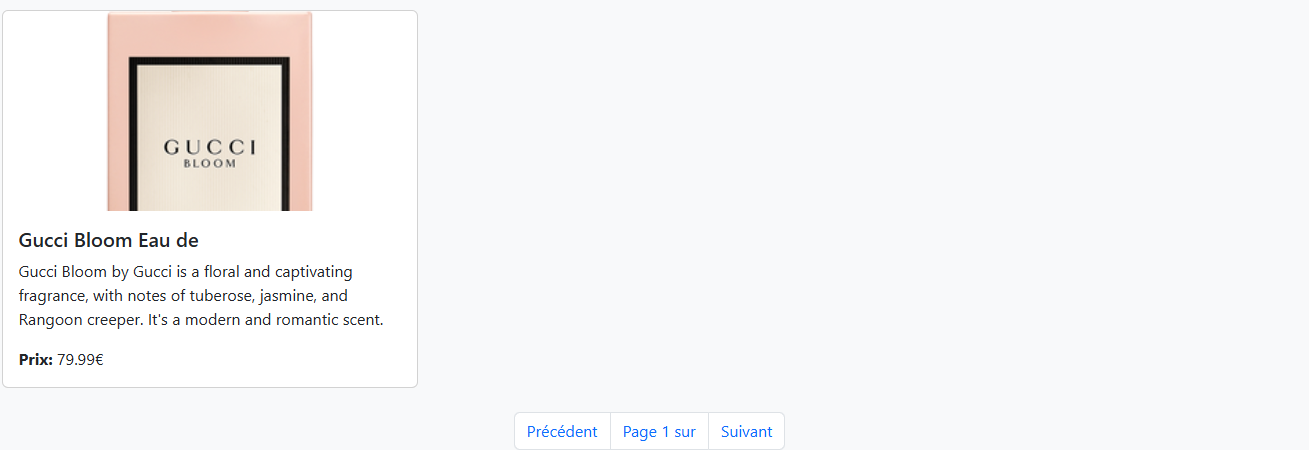 GUCCI
BLOOM
Gucci Bloom Eau de
Gucci Bloom by Gucci is a floral and captivating
fragrance, with notes of tuberose, jasmine, and
Rangoon creeper. It's a modern and romantic scent.
Prix: 79.99€
Précédent
Page 1 sur
Suivant